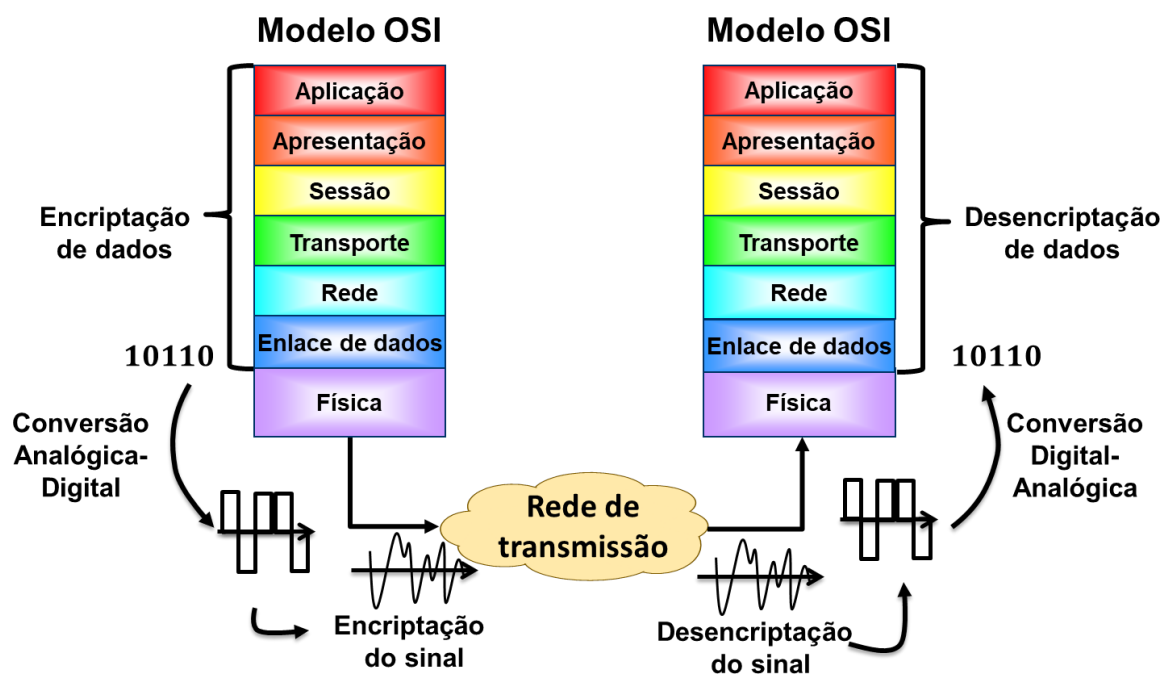 Modelo OSI
Aplicação
Apresentação
Sessão
Transporte
Rede
Enlace de dados
Física
Encriptação
de dados
10110
Conversão
Analógica-
Digital
Encriptação
do sinal
Rede de
transmissão
Modelo OSI
Aplicação
Apresentação
Sessão
Transporte
Rede
Enlace de dados
Física
Desencriptação
de dados
10110
Conversão
Digital-
Analógica
Desencriptação
do sinal